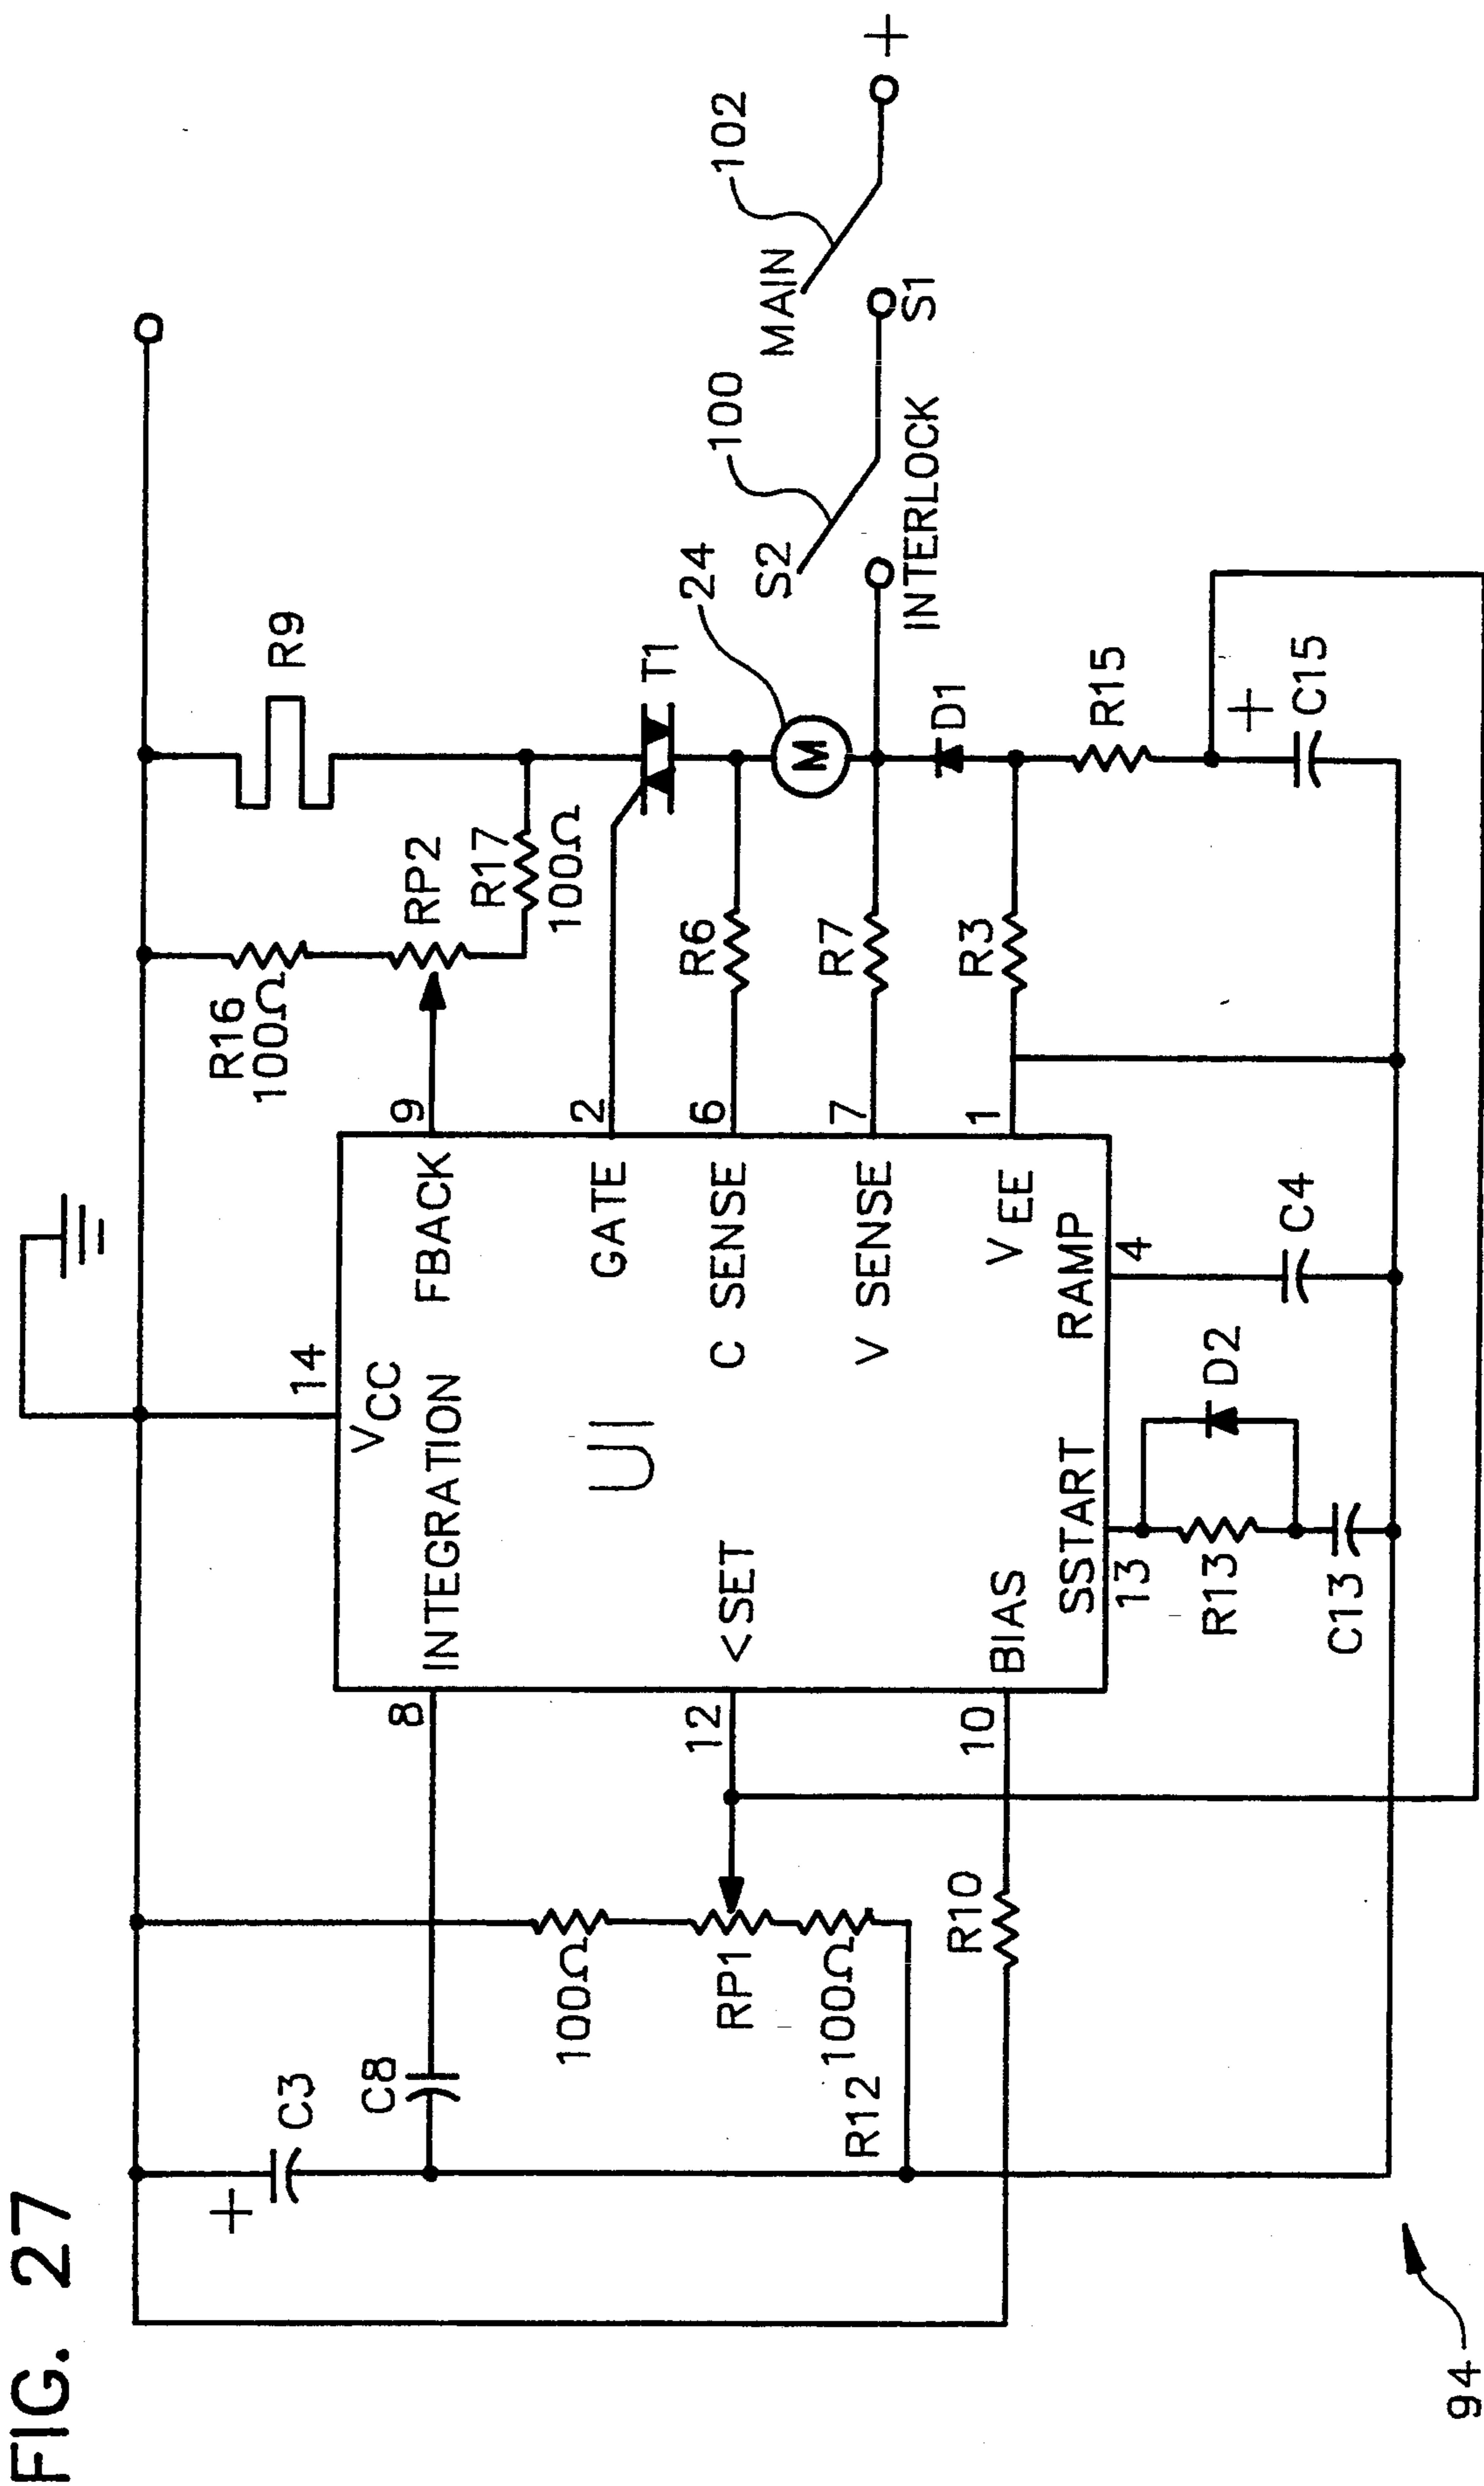 FIG. 27
+
C3
C8
8
INTEGRATION
14
VCC
9
FBACK
R16
100Ω
RP2
R17
100Ω
R9
T1
2
GATE
6
C SENSE
R6
24
M
7
V SENSE
R7
S2
100
INTERLOCK
MAIN
102
S1
+
1
VEE
R3
D1
R15
+
C15
UI
12
<SET
100Ω
RP1
100Ω
R12
10
BIAS
R10
SSTART
13
R13
D2
C13
RAMP
4
C4
94